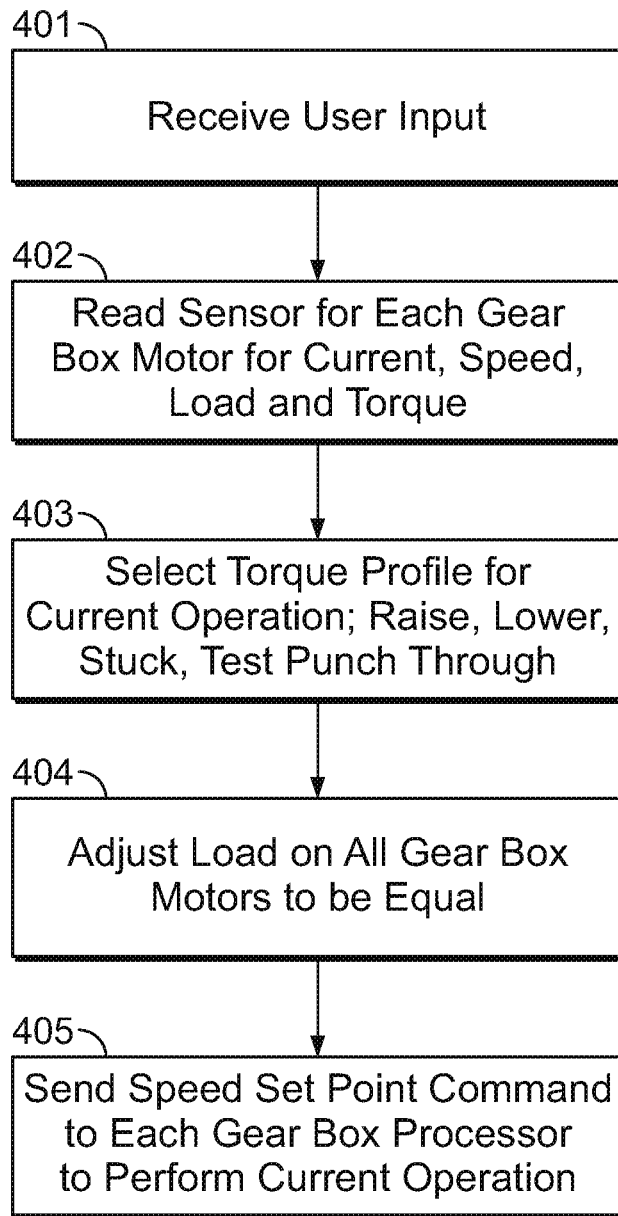 401
Receive User Input
402
Read Sensor for Each Gear
Box Motor for Current, Speed,
Load and Torque
403
Select Torque Profile for
Current Operation; Raise, Lower,
Stuck, Test Punch Through
404
Adjust Load on All Gear Box
Motors to be Equal
405
Send Speed Set Point Command
to Each Gear Box Processor
to Perform Current Operation